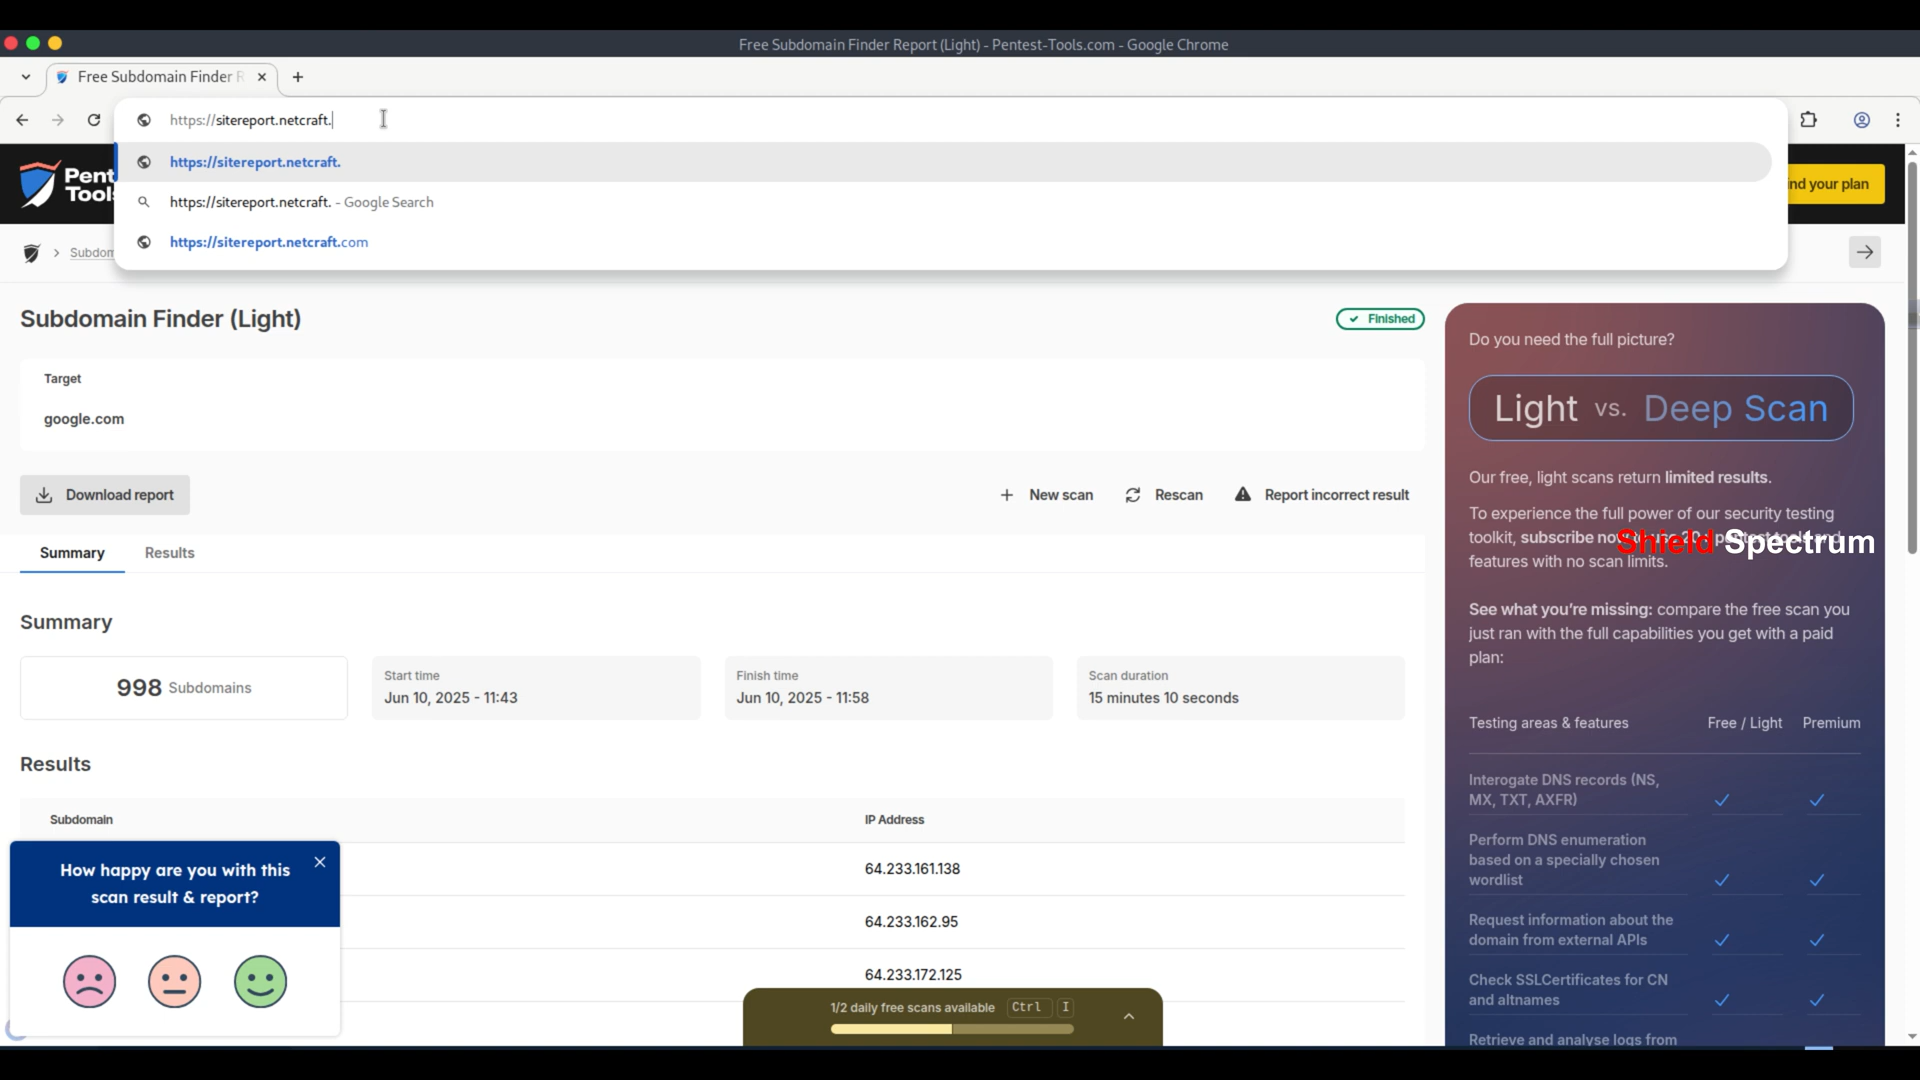 Free Subdomain Finder Report (Light) - Pentest-Tools.com - Google Chrome
Free Subdomain Finder R
https://sitereport.netcraft.
https://sitereport.netcraft.
https://sitereport.netcraft. - Google Search
https://sitereport.netcraft.com
Pent
Tools
ind your plan
Subdom
Subdomain Finder (Light)
Finished
Target
google.com
Download report
New scan
Rescan
Report incorrect result
Summary
Results
Summary
998 Subdomains
Start time
Jun 10, 2025 - 11:43
Finish time
Jun 10, 2025 - 11:58
Scan duration
15 minutes 10 seconds
Results
Subdomain
IP Address
64.233.161.138
64.233.162.95
64.233.172.125
How happy are you with this
scan result & report?
1/2 daily free scans available Ctrl I
Do you need the full picture?
Light vs. Deep Scan
Our free, light scans return limited results.
To experience the full power of our security testing
toolkit, subscribe now
features with no scan limits.
Shield Spectrum
See what you're missing: compare the free scan you
just ran with the full capabilities you get with a paid
plan:
Testing areas & features Free / Light Premium
Interogate DNS records (NS,
MX, TXT, AXFR)
Perform DNS enumeration
based on a specially chosen
wordlist
Request information about the
domain from external APIs
Check SSLCertificates for CN
and altnames
Retrieve and analyse logs from